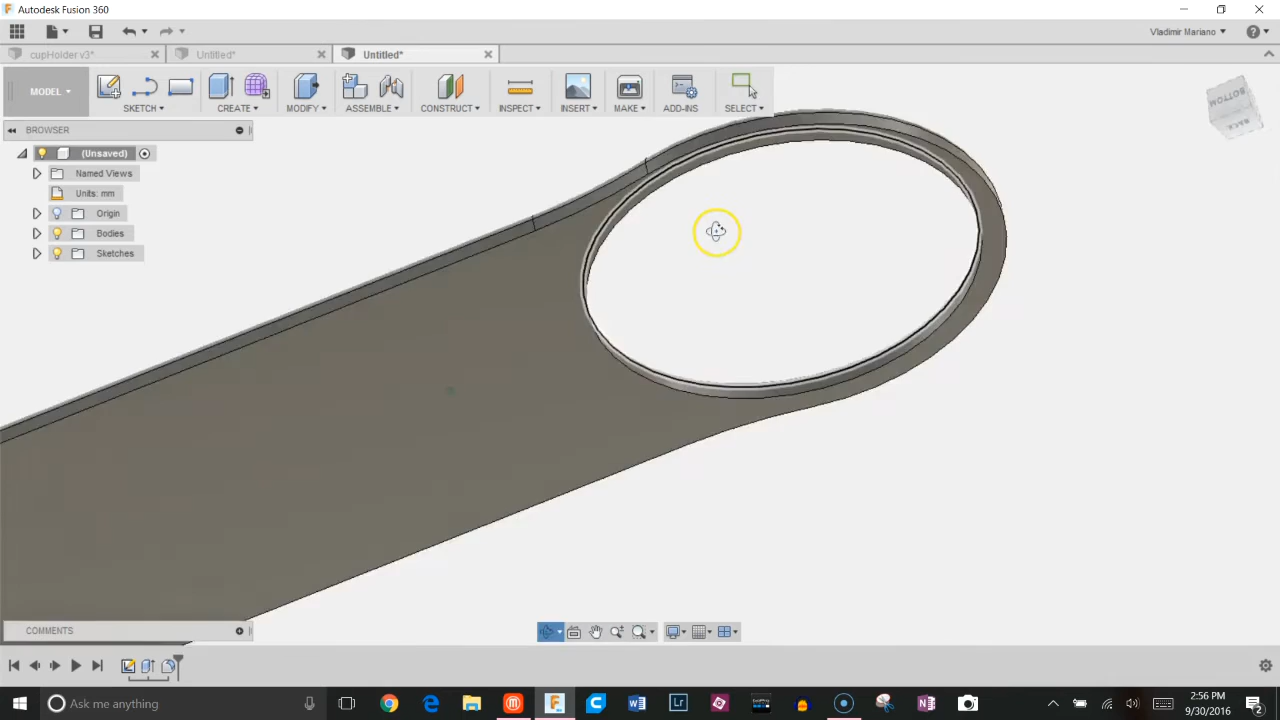 Autodesk Fusion 360
Vladimir Mariano
cupHolder v3*
Untitled*
Untitled*
MODEL
SKETCH
CREATE
MODIFY
ASSEMBLE
CONSTRUCT
INSPECT
INSERT
MAKE
ADD-INS
SELECT
BOTTOM
BACK
BROWSER
(Unsaved)
Named Views
Units: mm
Origin
Bodies
Sketches
COMMENTS
Ask me anything
2:56 PM
9/30/2016